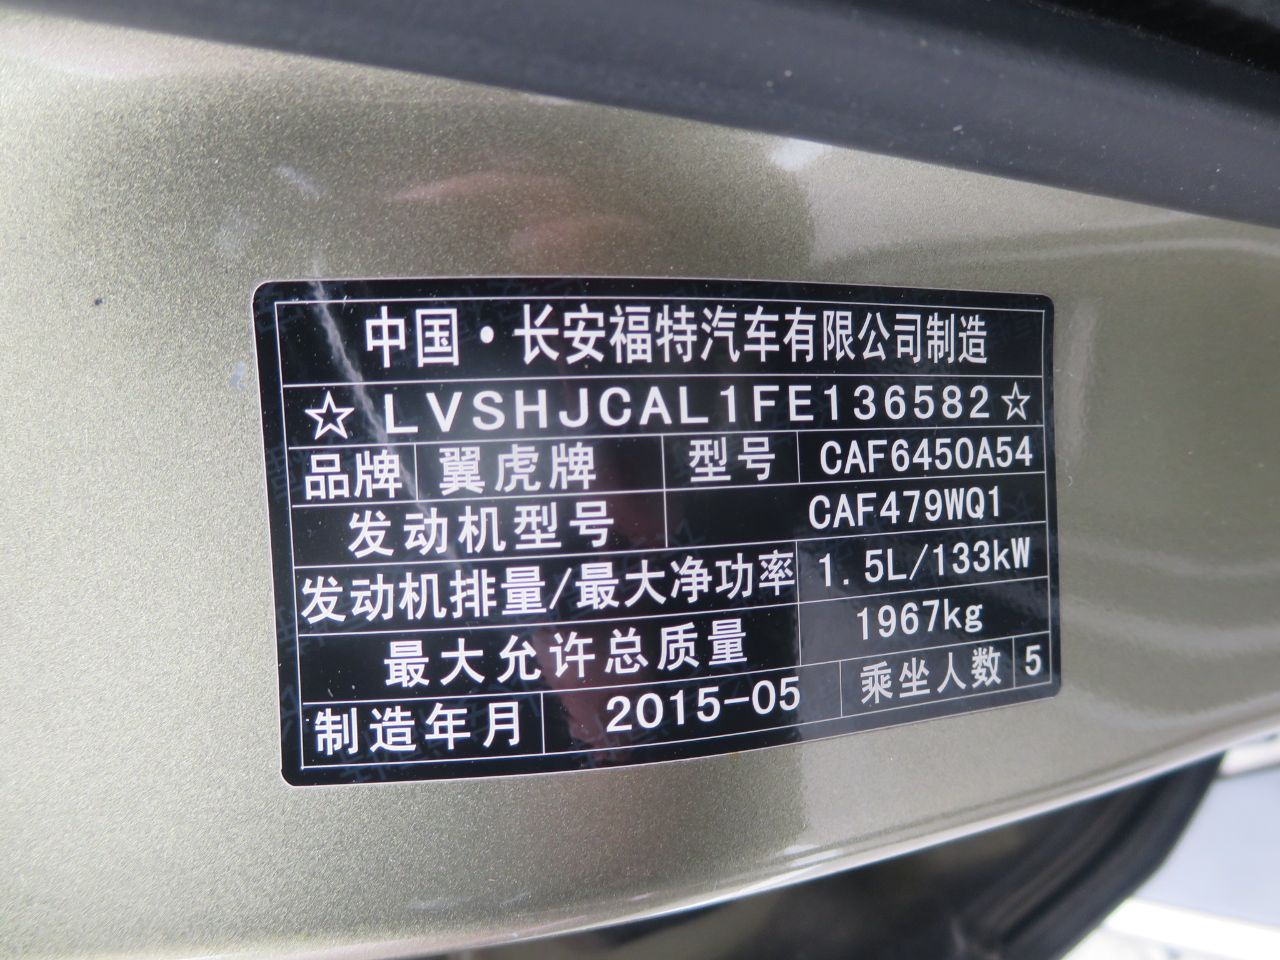 中国·长安福特汽车有限公司制造
☆LVSHJCAL1FE136582☆
品牌 翼虎牌 型号 CAF6450A54
发动机型号 CAF479WQ1
发动机排量/最大净功率 1.5L/133kW
最大允许总质量 1967kg
制造年月 2015-05 乘坐人数 5